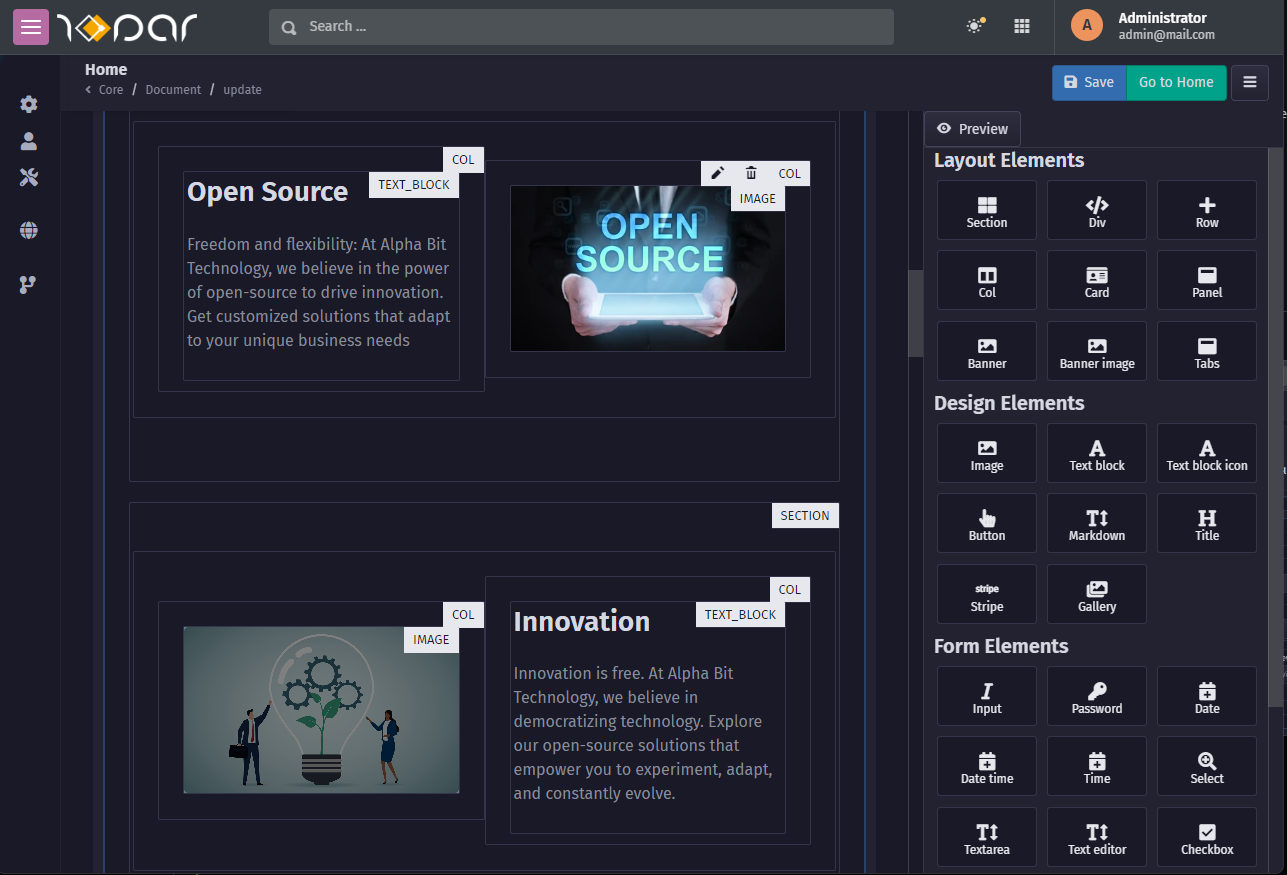 Search ...
A
Administrator
admin@mail.com
Home
Core / Document / update
Save
Go to Home
Preview
COL
TEXT_BLOCK
Open Source
Freedom and flexibility: At Alpha Bit
Technology, we believe in the power
of open-source to drive innovation.
Get customized solutions that adapt
to your unique business needs
COL
IMAGE
OPEN
SOURCE
SECTION
COL
IMAGE
COL
TEXT_BLOCK
Innovation
Innovation is free. At Alpha Bit
Technology, we believe in
democratizing technology. Explore
our open-source solutions that
empower you to experiment, adapt,
and constantly evolve.
Layout Elements
Section
Div
Row
Col
Card
Panel
Banner
Banner image
Tabs
Design Elements
Image
Text block
Text block icon
Button
Markdown
Title
stripe
Stripe
Gallery
Form Elements
Input
Password
Date
Date time
Time
Select
Textarea
Text editor
Checkbox